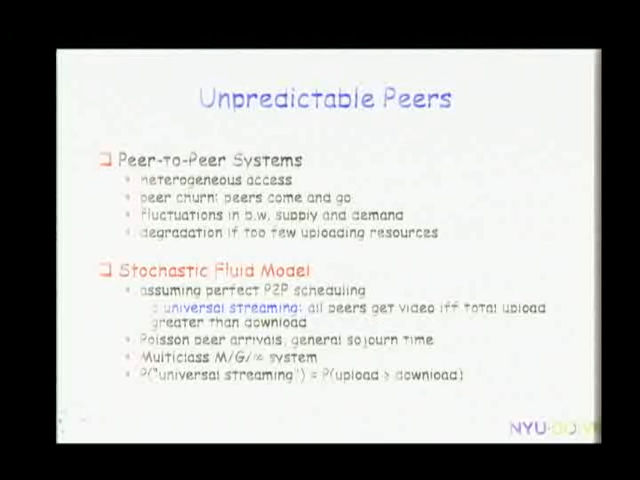 Unpredictable Peers
Peer-to-Peer Systems
heterogeneous access
peer churn: peers come and go
fluctuations in b.w. supply and demand
degradation if too few uploading resources
Stochastic Fluid Model
assuming perfect P2P scheduling
universal streaming: all peers get video iff total upload
greater than download
Poisson peer arrivals, general sojourn time
Multiclass M/G/∞ system
P("universal streaming") = P(upload > download)
NYU